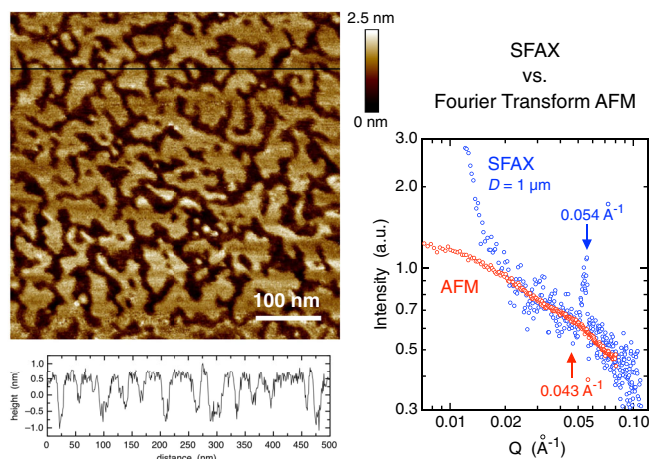 2.5 nm
0 nm
100 nm
1.0
0.5
0.0
-0.5
-1.0
height (nm)
0 50 100 150 200 250 300 350 400 450 500
distance (nm)
SFAX
vs.
Fourier Transform AFM
3.0
2.0
1.0
0.7
0.5
0.3
Intensity (a.u.)
SFAX
D = 1 µm
0.054 Å-1
AFM
0.043 Å-1
0.01 0.02 0.05 0.10
Q (Å-1)